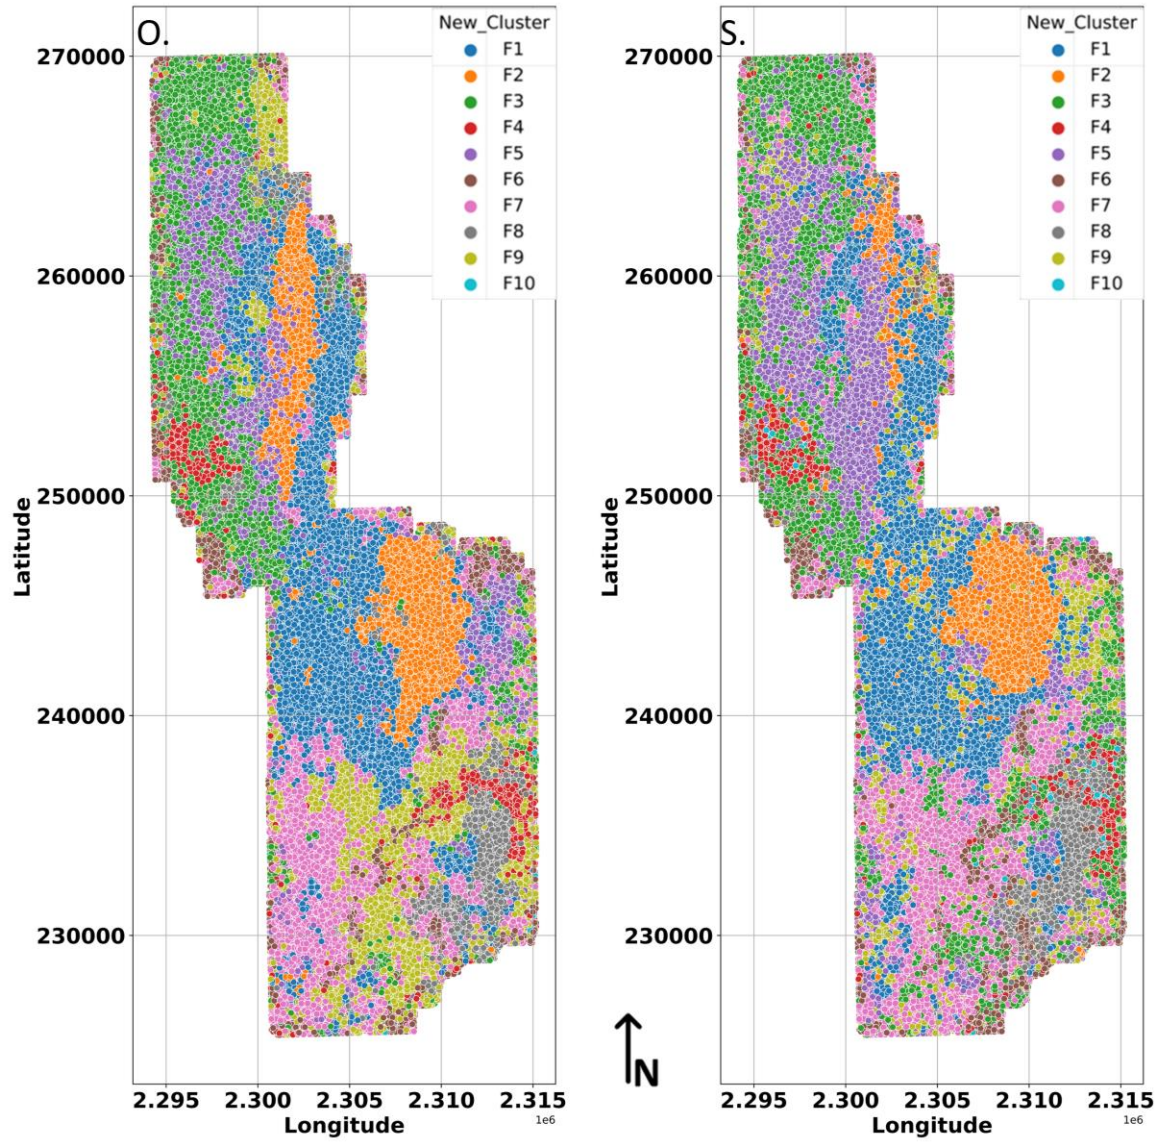 O.
New_Cluster
F1
F2
F3
F4
F5
F6
F7
F8
F9
F10
270000
260000
250000
240000
230000
Latitude
2.295 2.300 2.305 2.310 2.315
1e6
Longitude
N
S.
New_Cluster
F1
F2
F3
F4
F5
F6
F7
F8
F9
F10
270000
260000
250000
240000
230000
Latitude
2.295 2.300 2.305 2.310 2.315
1e6
Longitude